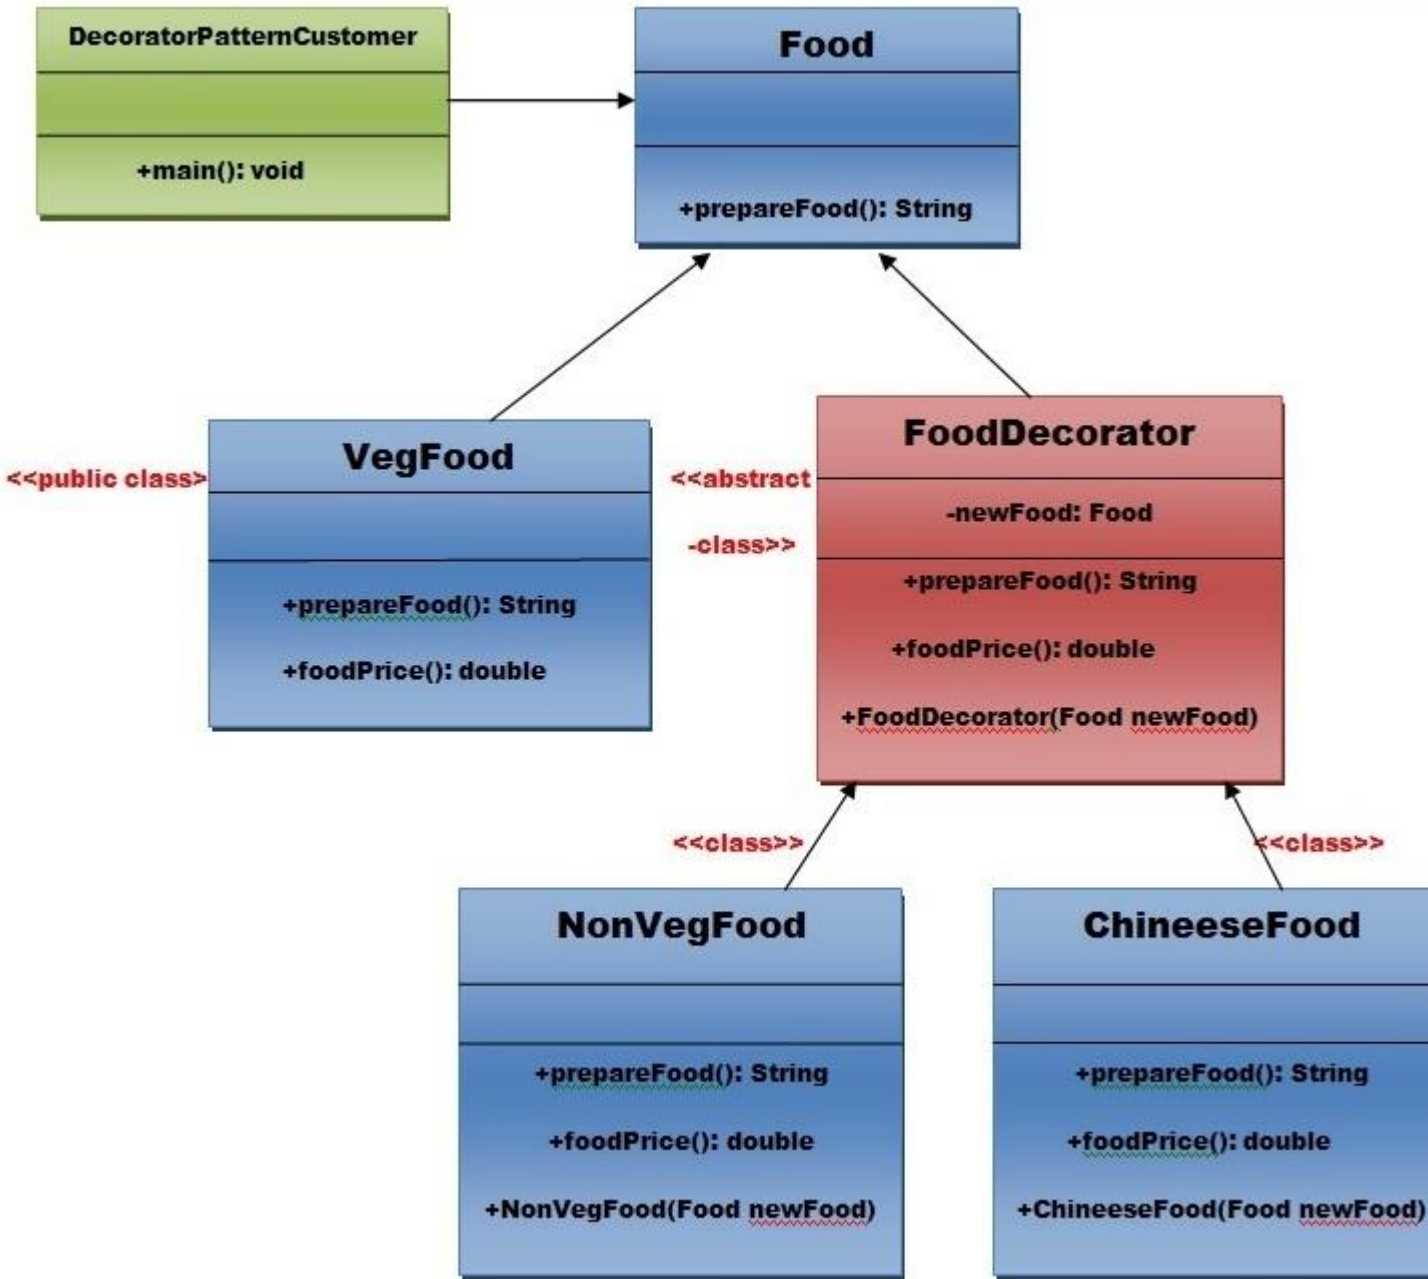 DecoratorPatternCustomer
+main(): void
Food
+prepareFood(): String
<<public class>
VegFood
+prepareFood(): String
+foodPrice(): double
<<abstract
-class>>
FoodDecorator
-newFood: Food
+prepareFood(): String
+foodPrice(): double
+FoodDecorator(Food newFood)
<<class>>
NonVegFood
+prepareFood(): String
+foodPrice(): double
+NonVegFood(Food newFood)
<<class>>
ChineeseFood
+prepareFood(): String
+foodPrice(): double
+ChineeseFood(Food newFood)